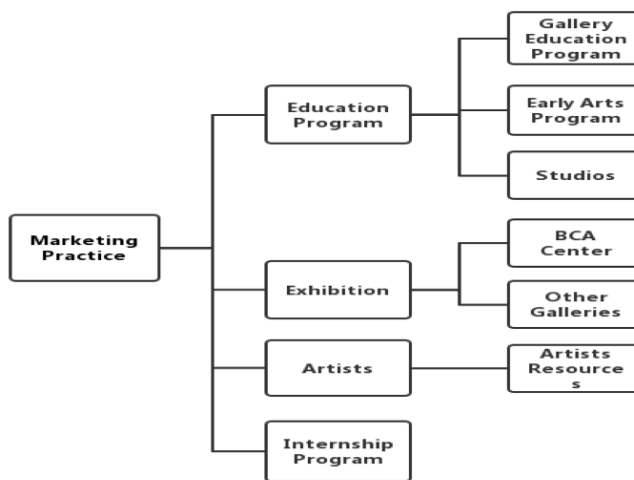 Marketing
Practice
Education
Program
Gallery
Education
Program
Early Arts
Program
Studios
Exhibition
BCA
Center
Other
Galleries
Artists
Artists
Resource
s
Internship
Program